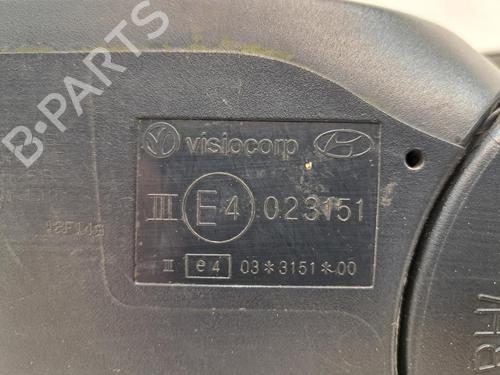 B-PARTS
visiocorp
III E4 023151
II e4 03*3151*00